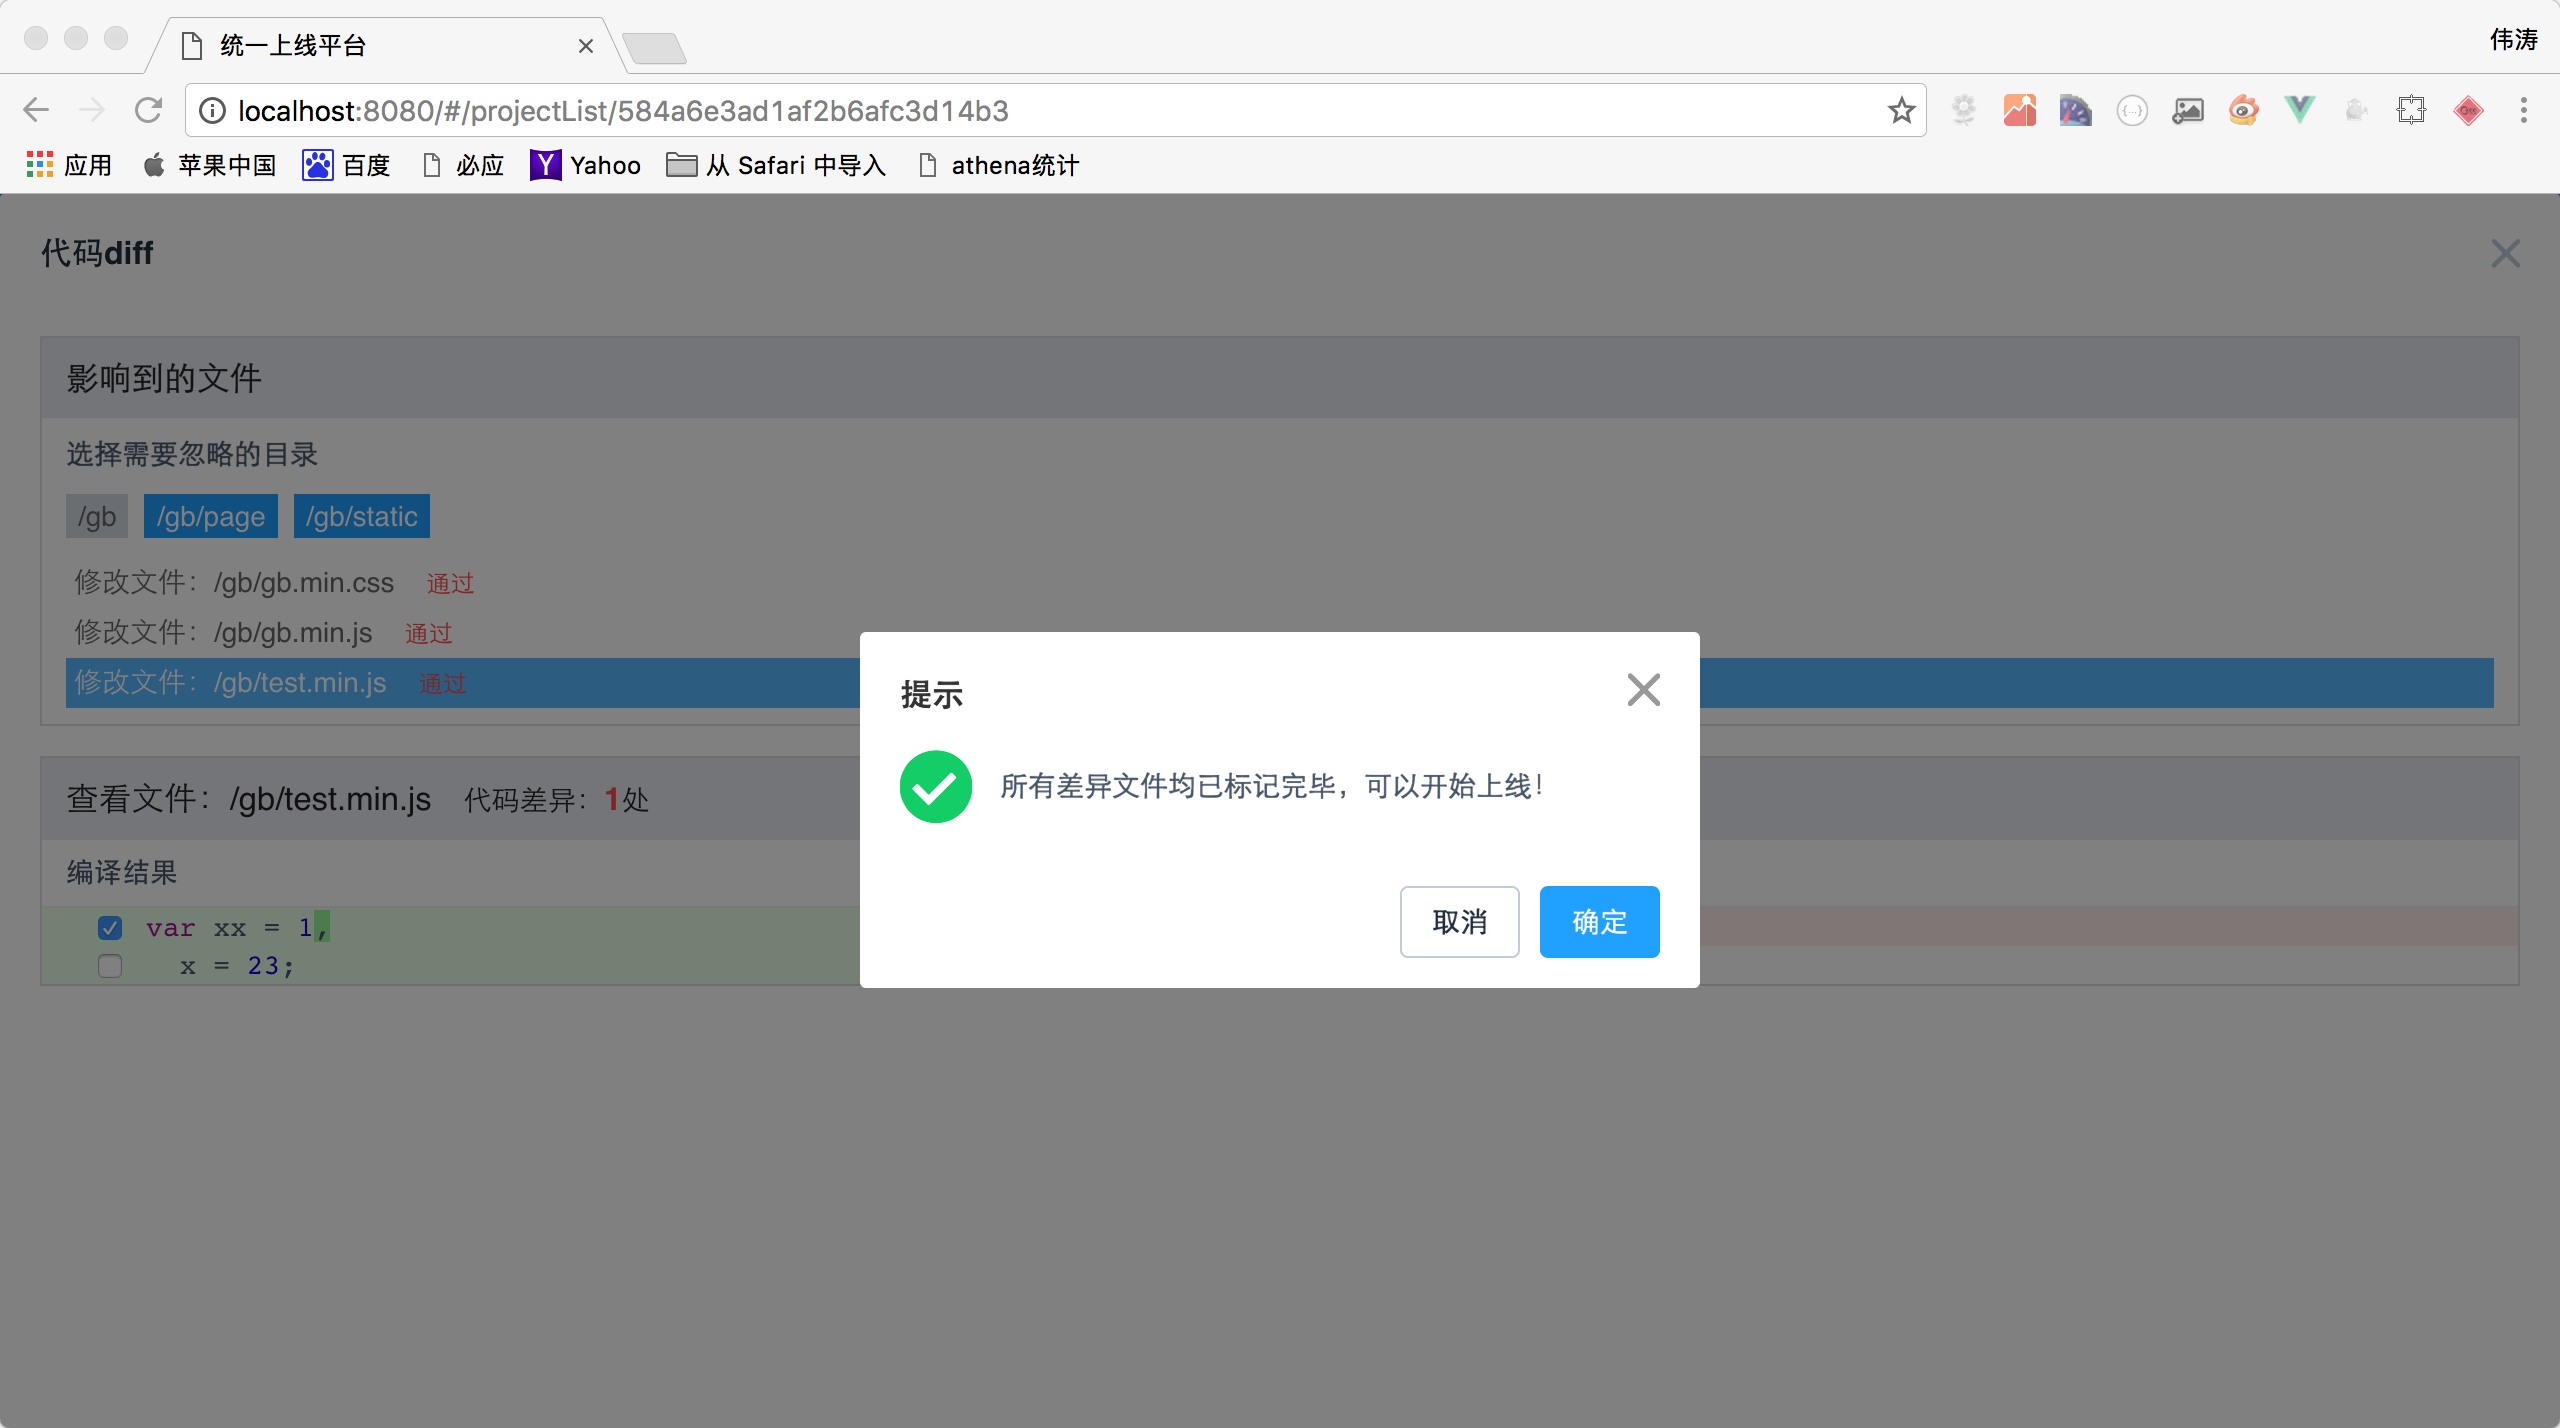 统一上线平台
伟涛
localhost:8080/#/projectList/584a6e3ad1af2b6afc3d14b3
应用 苹果中国 百度 必应 Yahoo 从 Safari 中导入 athena统计
代码diff
影响到的文件
选择需要忽略的目录
/gb /gb/page /gb/static
修改文件：/gb/gb.min.css 通过
修改文件：/gb/gb.min.js 通过
修改文件：/gb/test.min.js 通过
提示
所有差异文件均已标记完毕，可以开始上线！
取消 确定
查看文件：/gb/test.min.js 代码差异：1处
编译结果
var xx = 1,
x = 23;